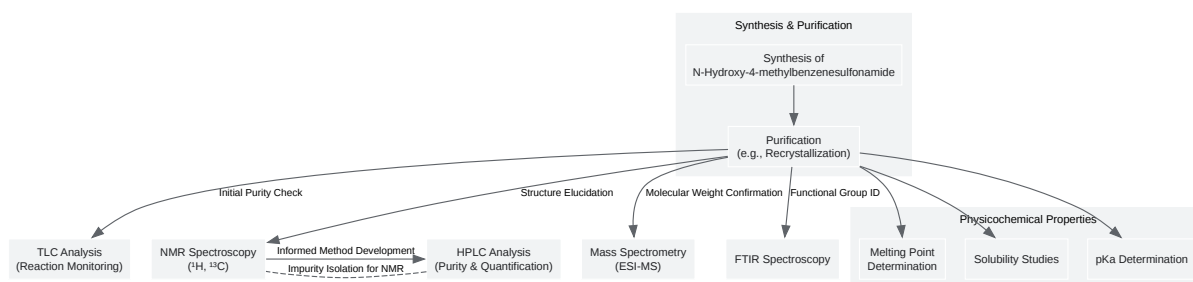 Synthesis & Purification
Synthesis of
N-Hydroxy-4-methylbenzenesulfonamide
Purification
(e.g., Recrystallization)
Initial Purity Check
Structure Elucidation
Molecular Weight Confirmation
Functional Group ID
Physicochemical Properties
TLC Analysis
(Reaction Monitoring)
NMR Spectroscopy
(¹H, ¹³C)
Informed Method Development
Impurity Isolation for NMR
HPLC Analysis
(Purity & Quantification)
Mass Spectrometry
(ESI-MS)
FTIR Spectroscopy
Melting Point
Determination
Solubility Studies
pKa Determination